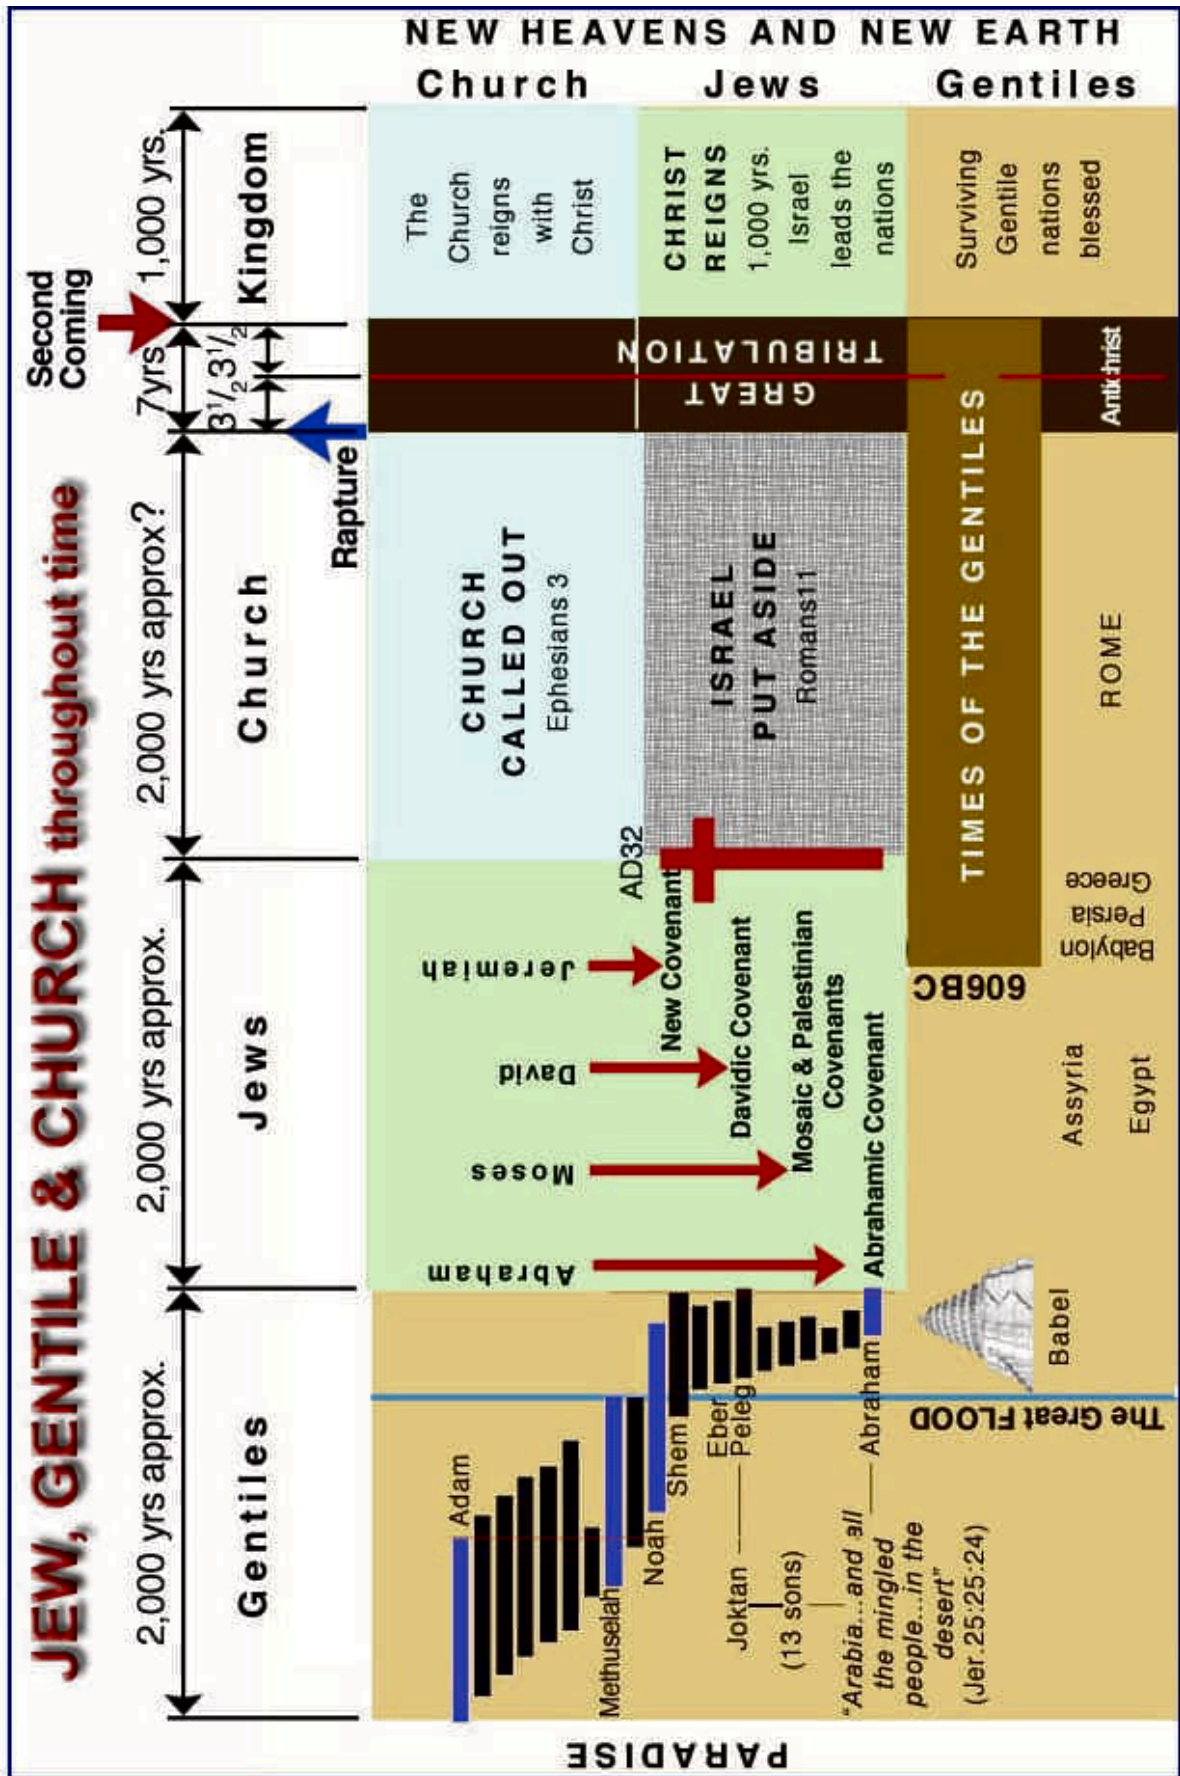 JEW, GENTILE & CHURCH throughout time
Second
Coming
2,000 yrs approx.
2,000 yrs approx.
2,000 yrs approx?
7yrs
1,000 yrs.
3 1/2
3 1/2
Gentiles
Jews
Church
Kingdom
Rapture
PARADISE
NEW HEAVENS AND NEW EARTH
Church
Jews
Gentiles
Adam
Methuselah
Noah
Shem
Eber
Peleg
Joktan
(13 sons)
Abraham
"Arabia...and all
the mingled
people...in the
desert"
(Jer.25:25:24)
The Great FLOOD
Babel
Abraham
Moses
David
Jeremiah
Abrahamic Covenant
Mosaic & Palestinian
Covenants
Davidic Covenant
New Covenant
AD32
CHURCH
CALLED OUT
Ephesians 3
ISRAEL
PUT ASIDE
Romans11
GREAT
TRIBULATION
The
Church
reigns
with
Christ
CHRIST
REIGNS
1,000 yrs.
Israel
leads the
nations
Surviving
Gentile
nations
blessed
606BC
TIMES OF THE GENTILES
Assyria
Egypt
Babylon
Persia
Greece
ROME
Antichrist